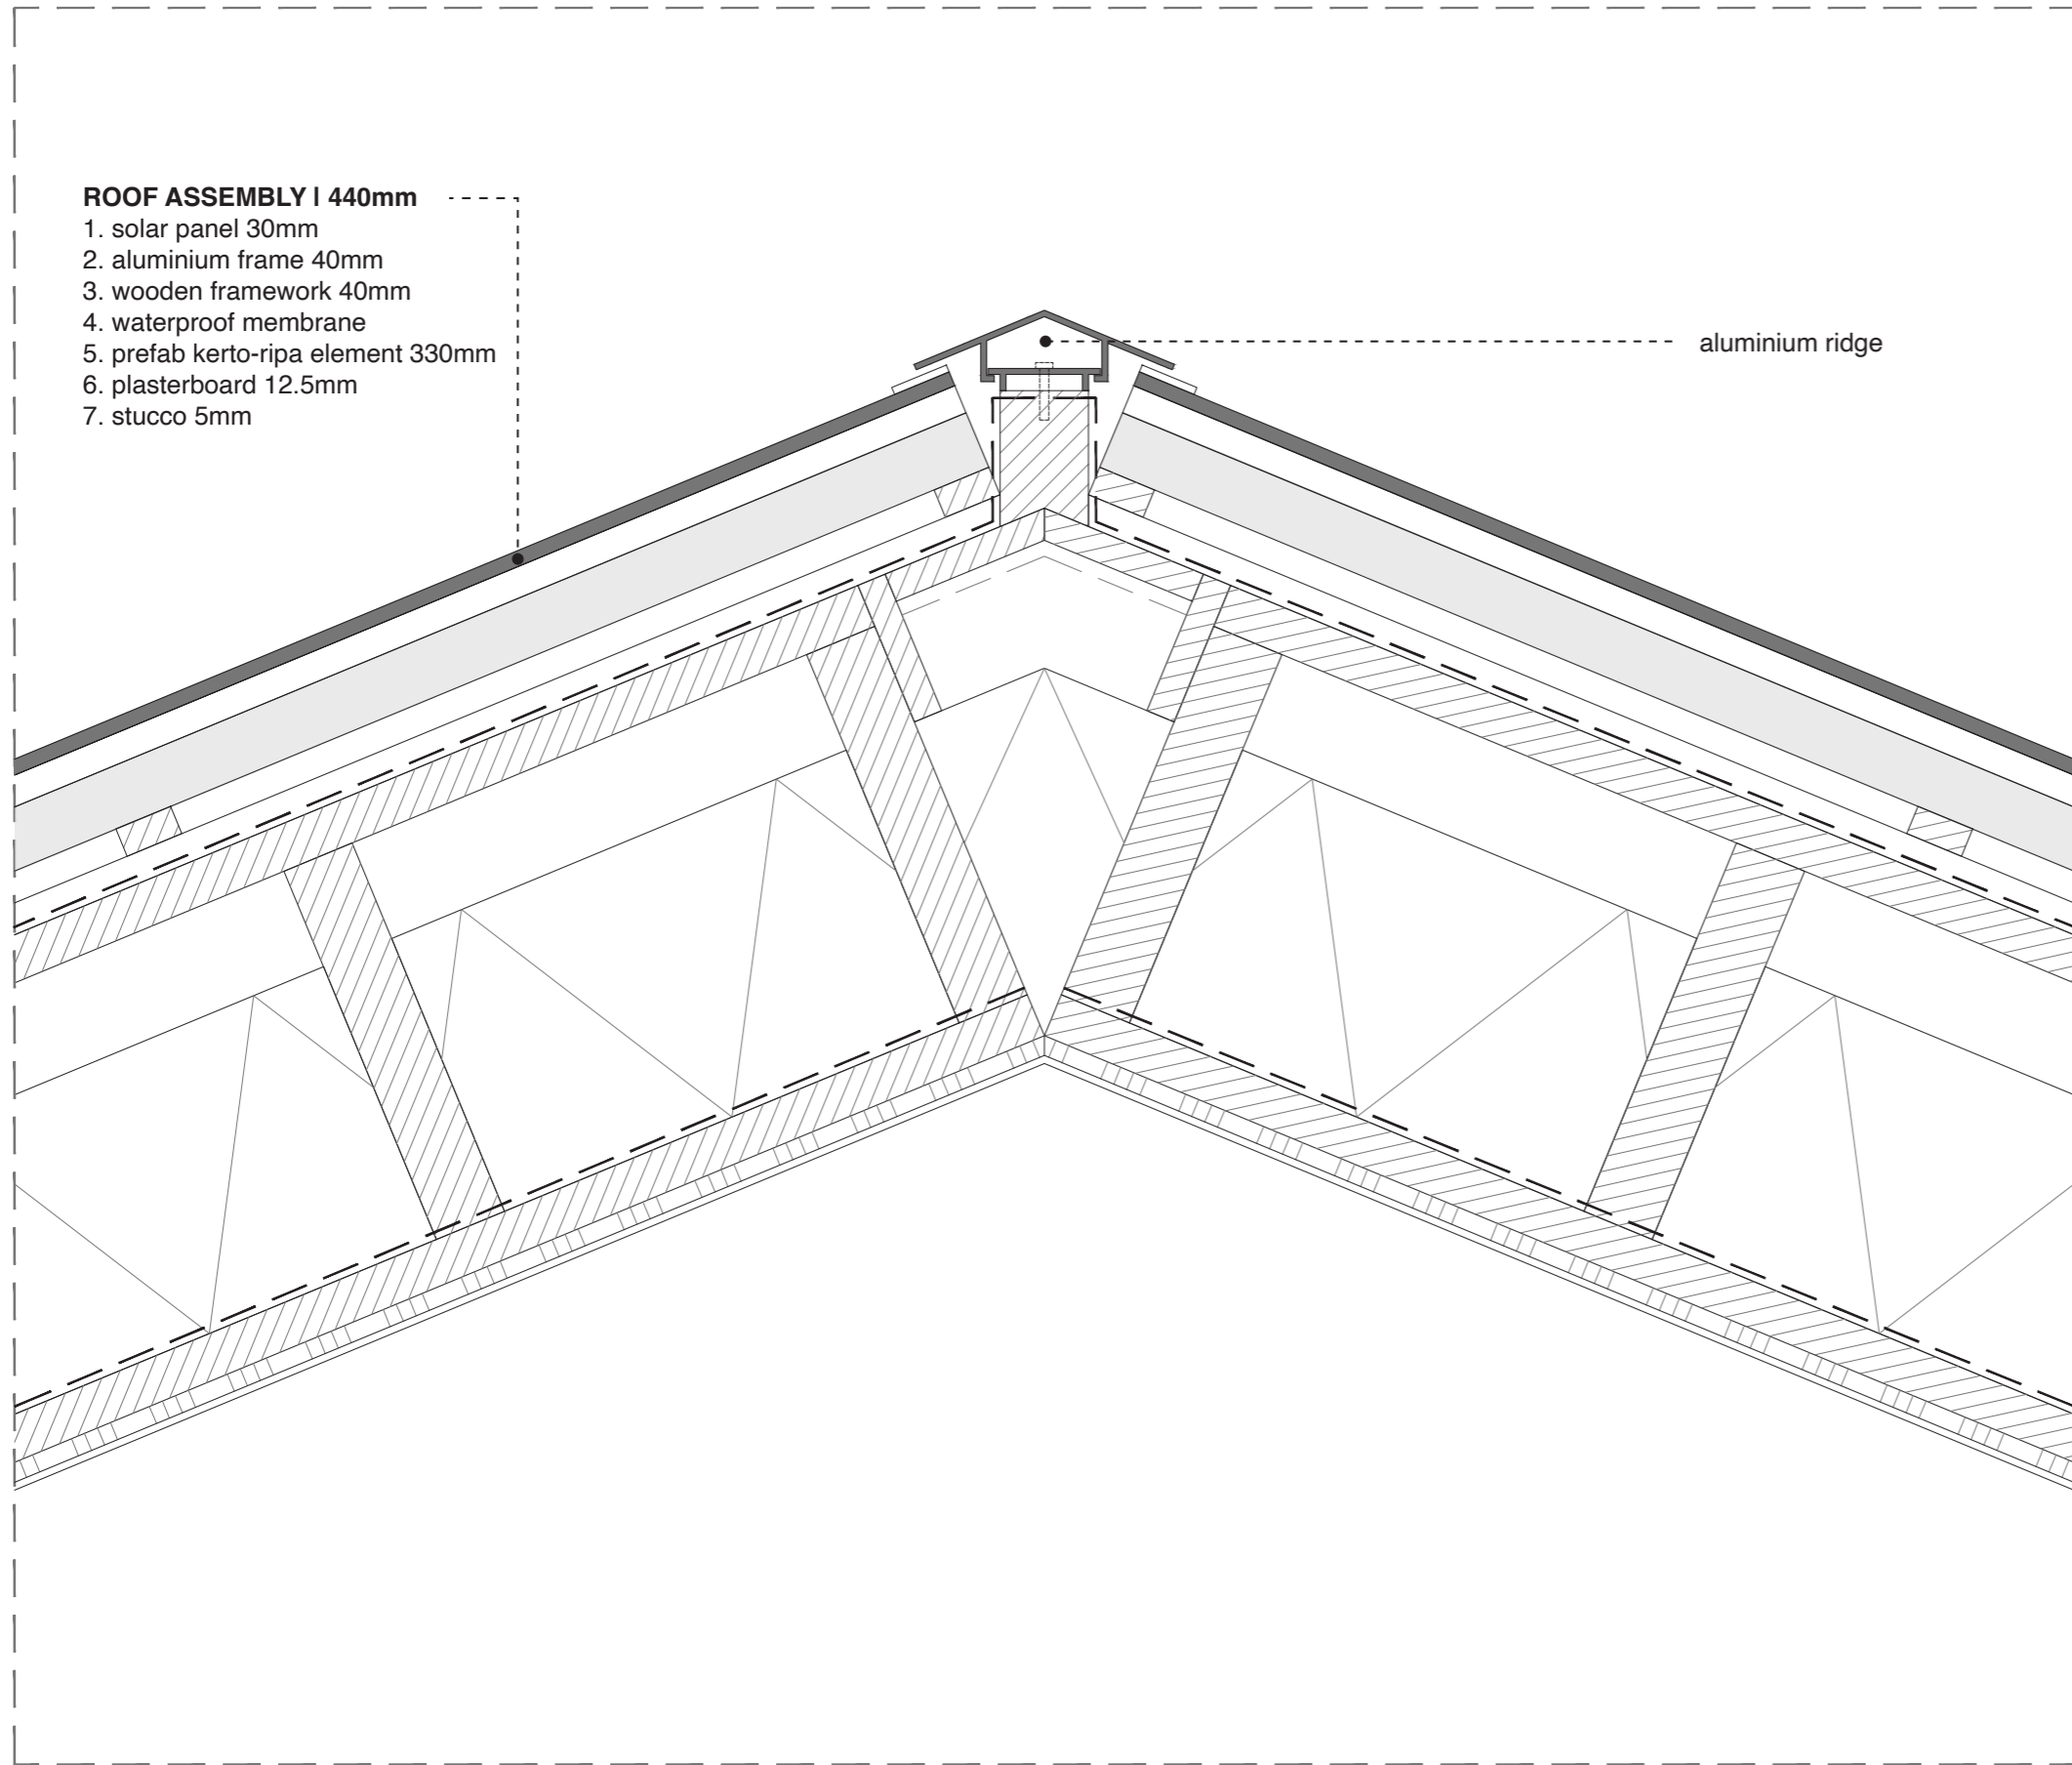 ROOF ASSEMBLY | 440mm
1. solar panel 30mm
2. aluminium frame 40mm
3. wooden framework 40mm
4. waterproof membrane
5. prefab kerto-ripa element 330mm
6. plasterboard 12.5mm
7. stucco 5mm
aluminium ridge